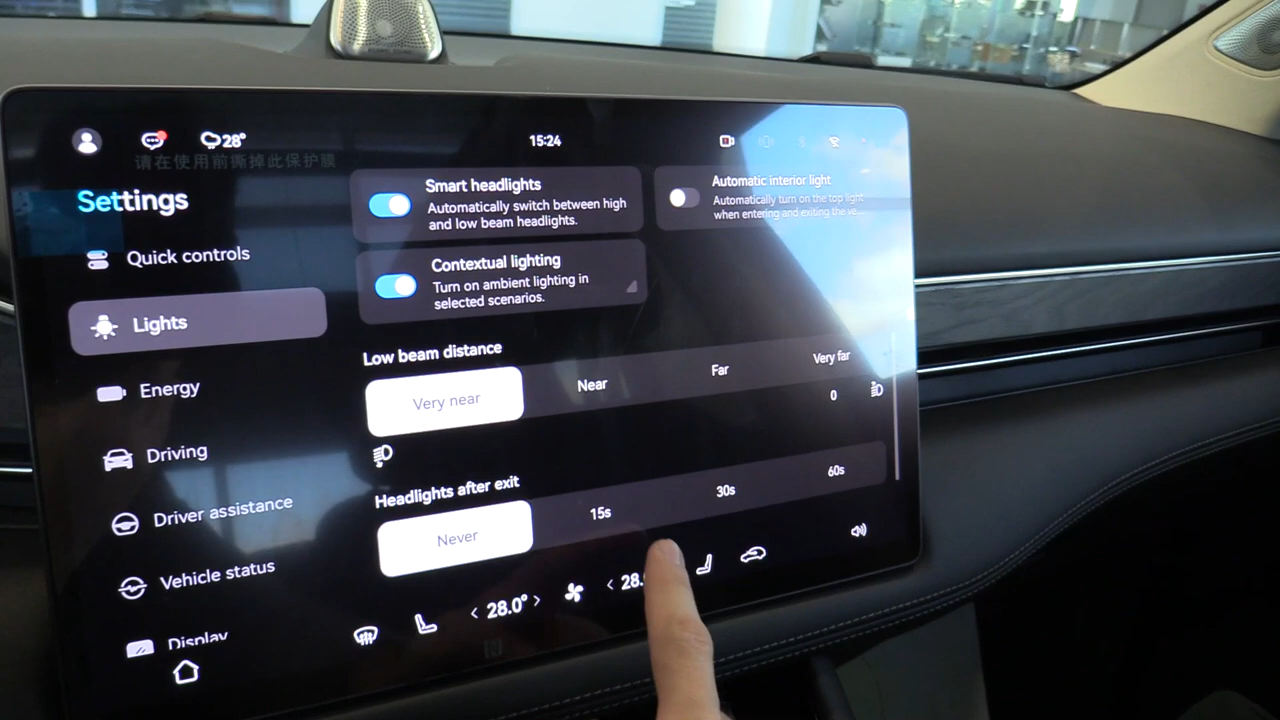 28°
15:24
请在使用前撕掉此保护膜
Settings
Quick controls
Lights
Energy
Driving
Driver assistance
Vehicle status
Display
Smart headlights
Automatically switch between high
and low beam headlights.
Automatic interior light
Automatically turn on the top light
when entering and exiting the ve...
Contextual lighting
Turn on ambient lighting in
selected scenarios.
Low beam distance
Very near
Near
Far
Very far
0
Headlights after exit
Never
15s
30s
60s
< 28.0° >
< 28.